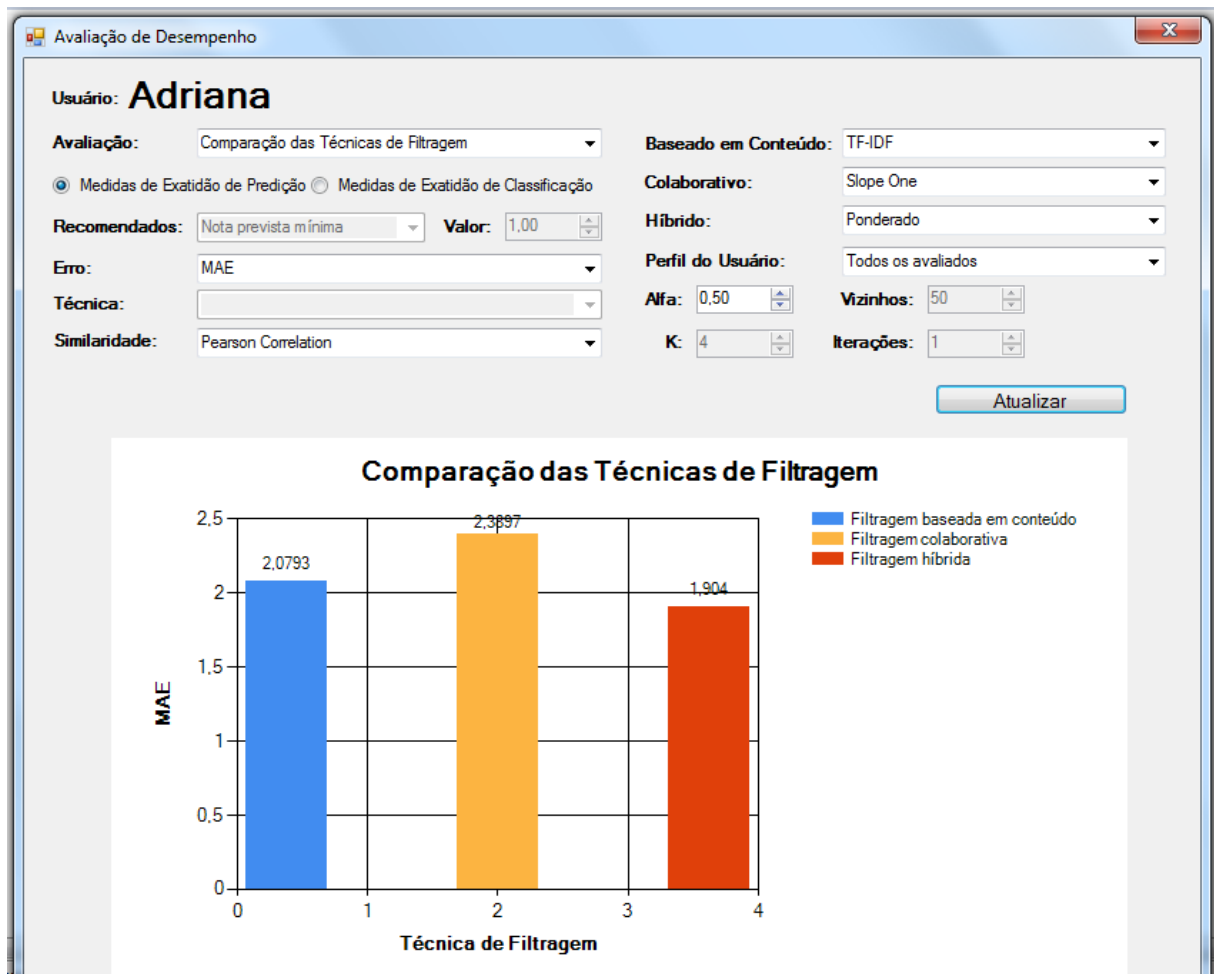 Avaliação de Desempenho
Usuário: Adriana
Avaliação: Comparação das Técnicas de Filtragem
Medidas de Exatidão de Predição Medidas de Exatidão de Classificação
Recomendados: Nota prevista mínima Valor: 1,00
Erro: MAE
Técnica:
Similaridade: Pearson Correlation
Baseado em Conteúdo: TF-IDF
Colaborativo: Slope One
Híbrido: Ponderado
Perfil do Usuário: Todos os avaliados
Alfa: 0,50 Vizinhos: 50
K: 4 Iterações: 1
Atualizar
Comparação das Técnicas de Filtragem
2,5
2
1,5
1
0,5
0
MAE
2,0793
2,3897
1,904
0 1 2 3 4
Técnica de Filtragem
Filtragem baseada em conteúdo
Filtragem colaborativa
Filtragem híbrida